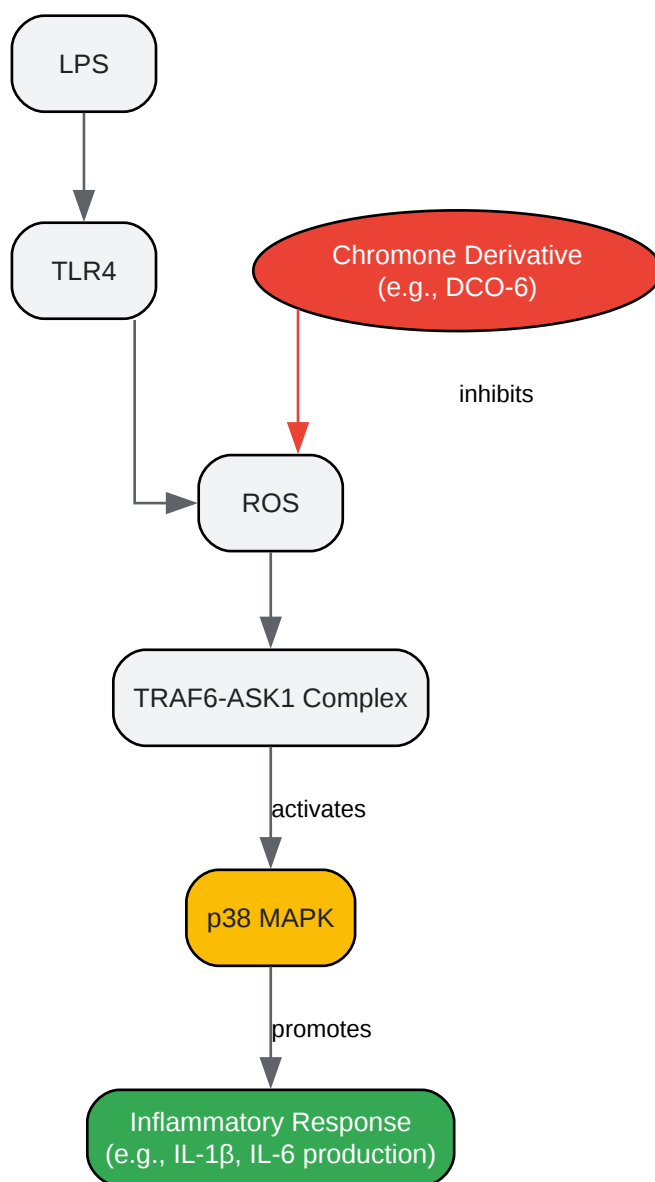 LPS
TLR4
Chromone Derivative
(e.g., DCO-6)
inhibits
ROS
TRAF6-ASK1 Complex
activates
p38 MAPK
promotes
Inflammatory Response
(e.g., IL-1β, IL-6 production)